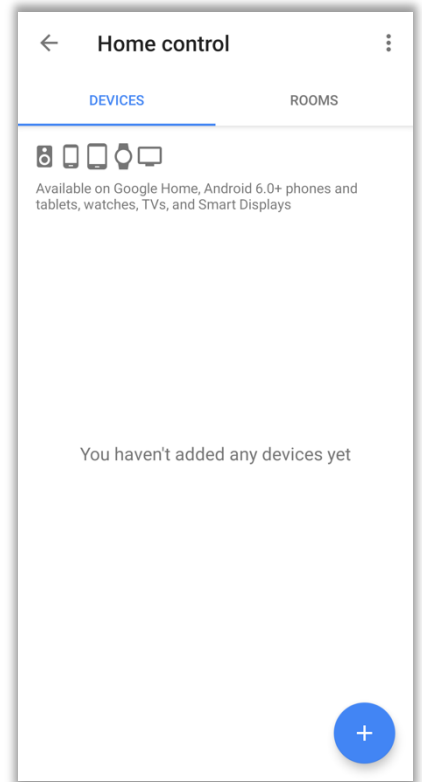 Home control
DEVICES
ROOMS
Available on Google Home, Android 6.0+ phones and
tablets, watches, TVs, and Smart Displays
You haven't added any devices yet